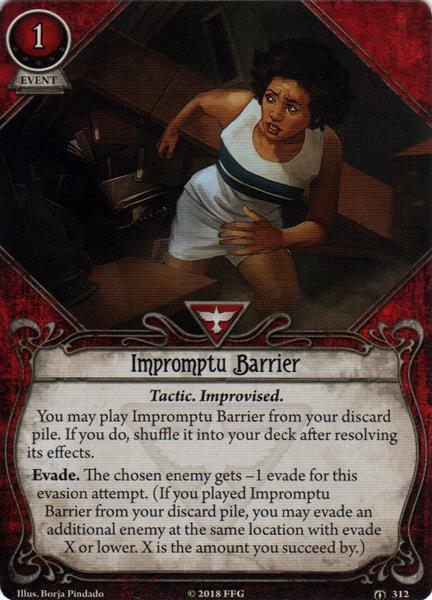 1
EVENT
Impromptu Barrier
Tactic. Improvised.
You may play Impromptu Barrier from your discard
pile. If you do, shuffle it into your deck after resolving
its effects.
Evade. The chosen enemy gets –1 evade for this
evasion attempt. (If you played Impromptu
Barrier from your discard pile, you may evade an
additional enemy at the same location with evade
X or lower. X is the amount you succeed by.)
Illus. Borja Pindado © 2018 FFG 312